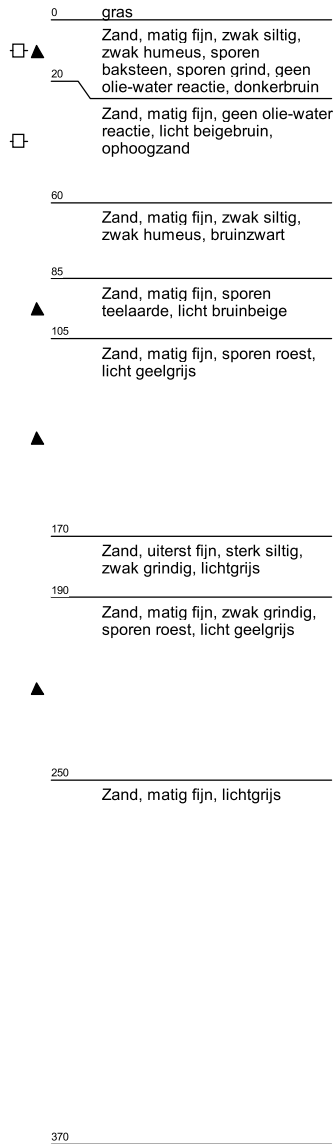 0 gras
Zand, matig fijn, zwak siltig,
zwak humeus, sporen
baksteen, sporen grind, geen
olie-water reactie, donkerbruin
20
Zand, matig fijn, geen olie-water
reactie, licht beigebruin,
ophoogzand
60
Zand, matig fijn, zwak siltig,
zwak humeus, bruinzwart
85
Zand, matig fijn, sporen
teelaarde, licht bruinbeige
105
Zand, matig fijn, sporen roest,
licht geelgrijs
170
Zand, uiterst fijn, sterk siltig,
zwak grindig, lichtgrijs
190
Zand, matig fijn, zwak grindig,
sporen roest, licht geelgrijs
250
Zand, matig fijn, lichtgrijs
370